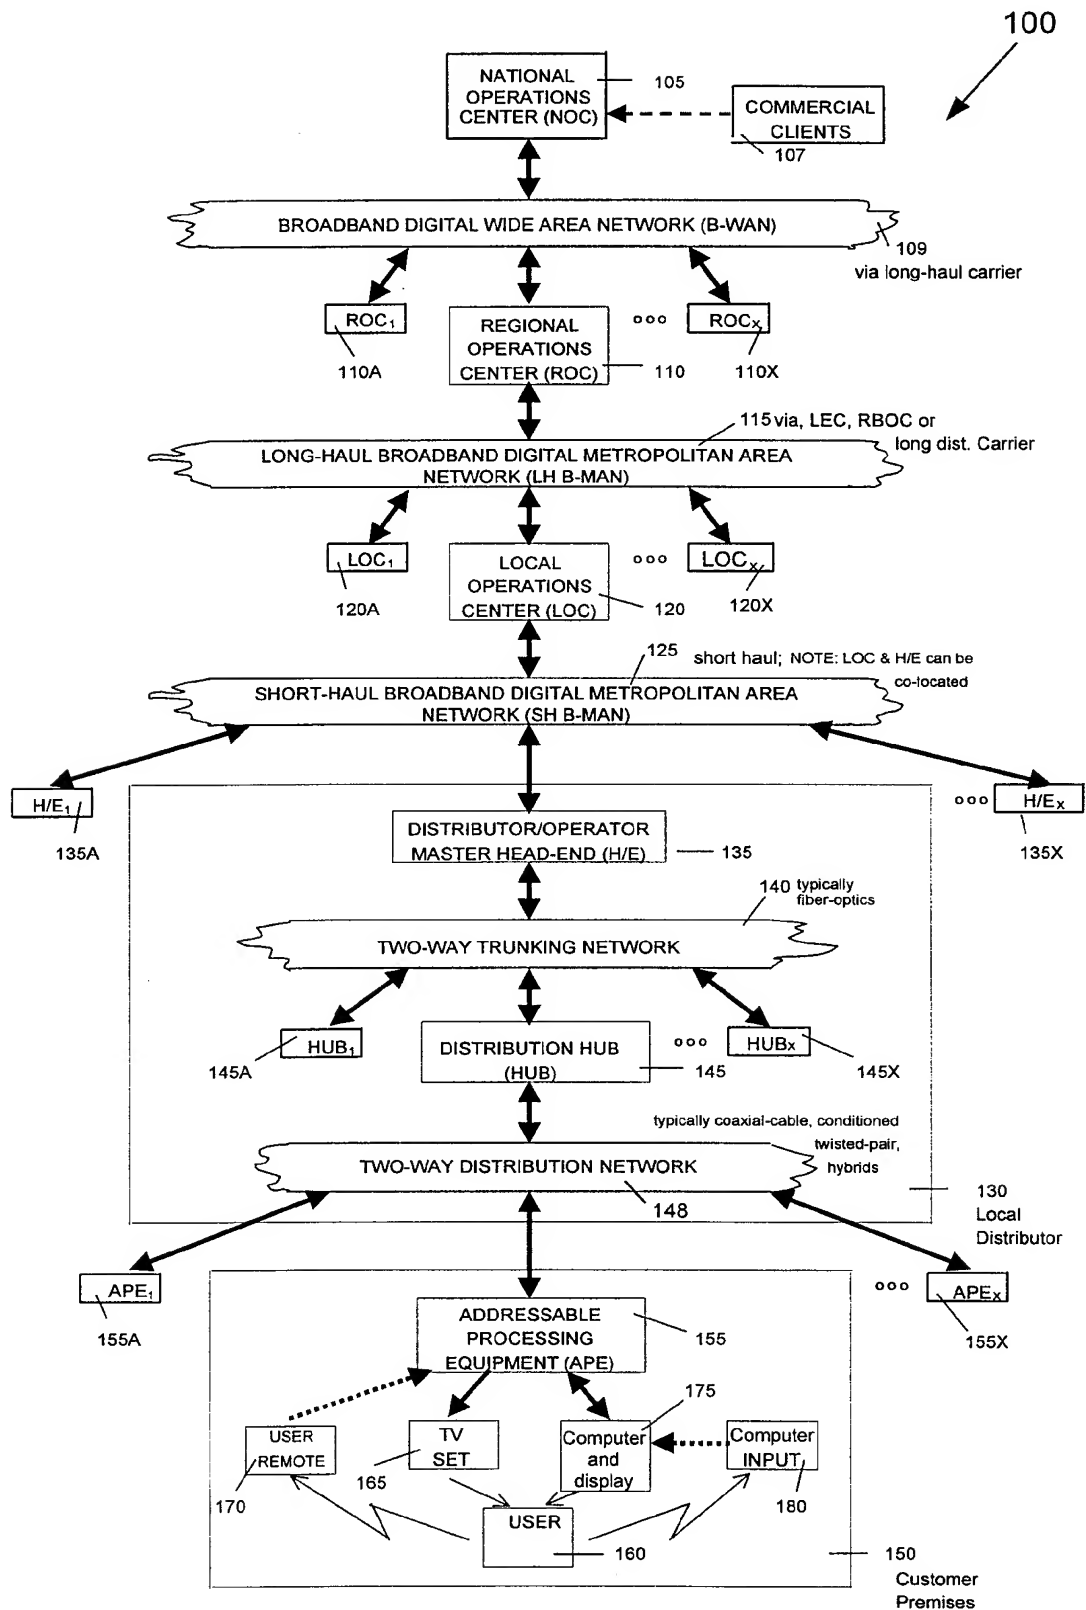 100
NATIONAL
OPERATIONS
CENTER (NOC)
105
COMMERCIAL
CLIENTS
107
BROADBAND DIGITAL WIDE AREA NETWORK (B-WAN)
109
via long-haul carrier
ROC1
REGIONAL
OPERATIONS
CENTER (ROC)
ooo
ROCX
110A
110
110X
115 via, LEC, RBOC or
long dist. Carrier
LONG-HAUL BROADBAND DIGITAL METROPOLITAN AREA
NETWORK (LH B-MAN)
LOC1
LOCAL
OPERATIONS
CENTER (LOC)
ooo
LOCX
120A
120
120X
125
short haul; NOTE: LOC & H/E can be
co-located
SHORT-HAUL BROADBAND DIGITAL METROPOLITAN AREA
NETWORK (SH B-MAN)
H/E1
ooo
H/EX
135A
DISTRIBUTOR/OPERATOR
MASTER HEAD-END (H/E)
135
135X
140 typically
fiber-optics
TWO-WAY TRUNKING NETWORK
HUB1
DISTRIBUTION HUB
(HUB)
ooo
HUBX
145A
145
145X
typically coaxial-cable, conditioned
twisted-pair,
hybrids
TWO-WAY DISTRIBUTION NETWORK
148
130
Local
Distributor
APE1
ooo
APEX
155A
ADDRESSABLE
PROCESSING
EQUIPMENT (APE)
155
155X
175
USER
REMOTE
TV
SET
Computer
and
display
Computer
INPUT
170
165
180
USER
160
150
Customer
Premises